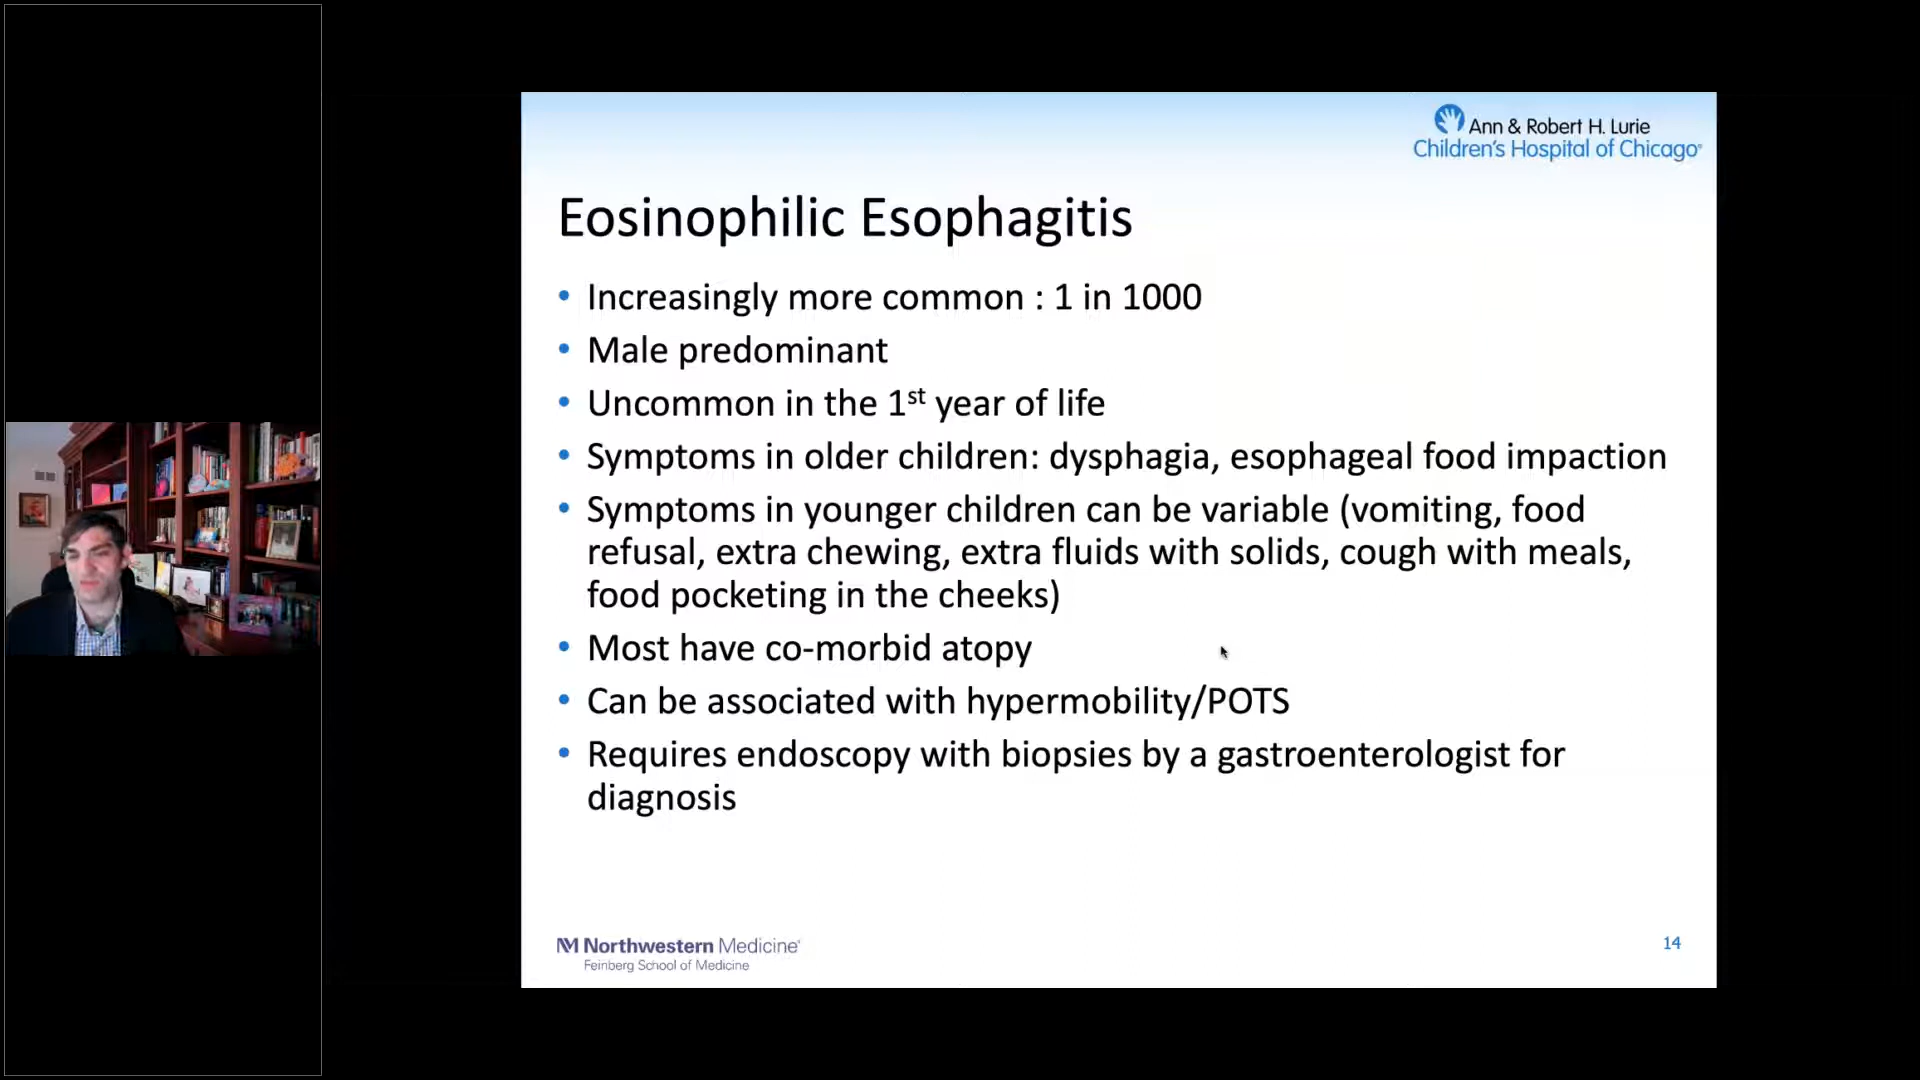 Ann & Robert H. Lurie
Children's Hospital of Chicago®
Eosinophilic Esophagitis
• Increasingly more common : 1 in 1000
• Male predominant
• Uncommon in the 1st year of life
• Symptoms in older children: dysphagia, esophageal food impaction
• Symptoms in younger children can be variable (vomiting, food
refusal, extra chewing, extra fluids with solids, cough with meals,
food pocketing in the cheeks)
• Most have co-morbid atopy
• Can be associated with hypermobility/POTS
• Requires endoscopy with biopsies by a gastroenterologist for
diagnosis
NM Northwestern Medicine®
Feinberg School of Medicine
14